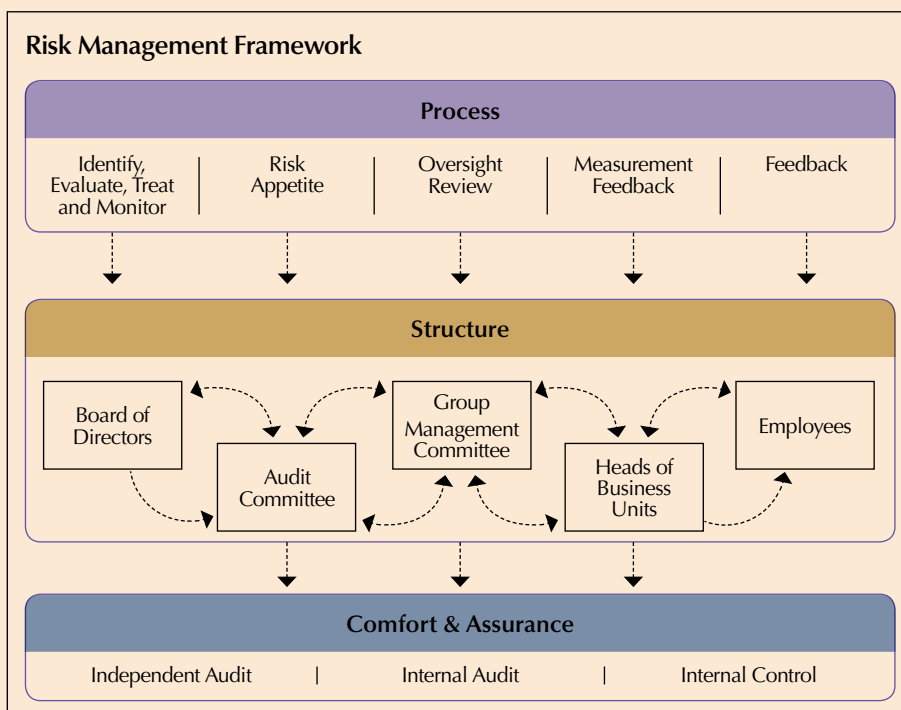 Risk Management Framework
Process
Identify,
Evaluate, Treat
and Monitor
Risk
Appetite
Oversight
Review
Measurement
Feedback
Feedback
Structure
Board of
Directors
Audit
Committee
Group
Management
Committee
Heads of
Business
Units
Employees
Comfort & Assurance
Independent Audit | Internal Audit | Internal Control